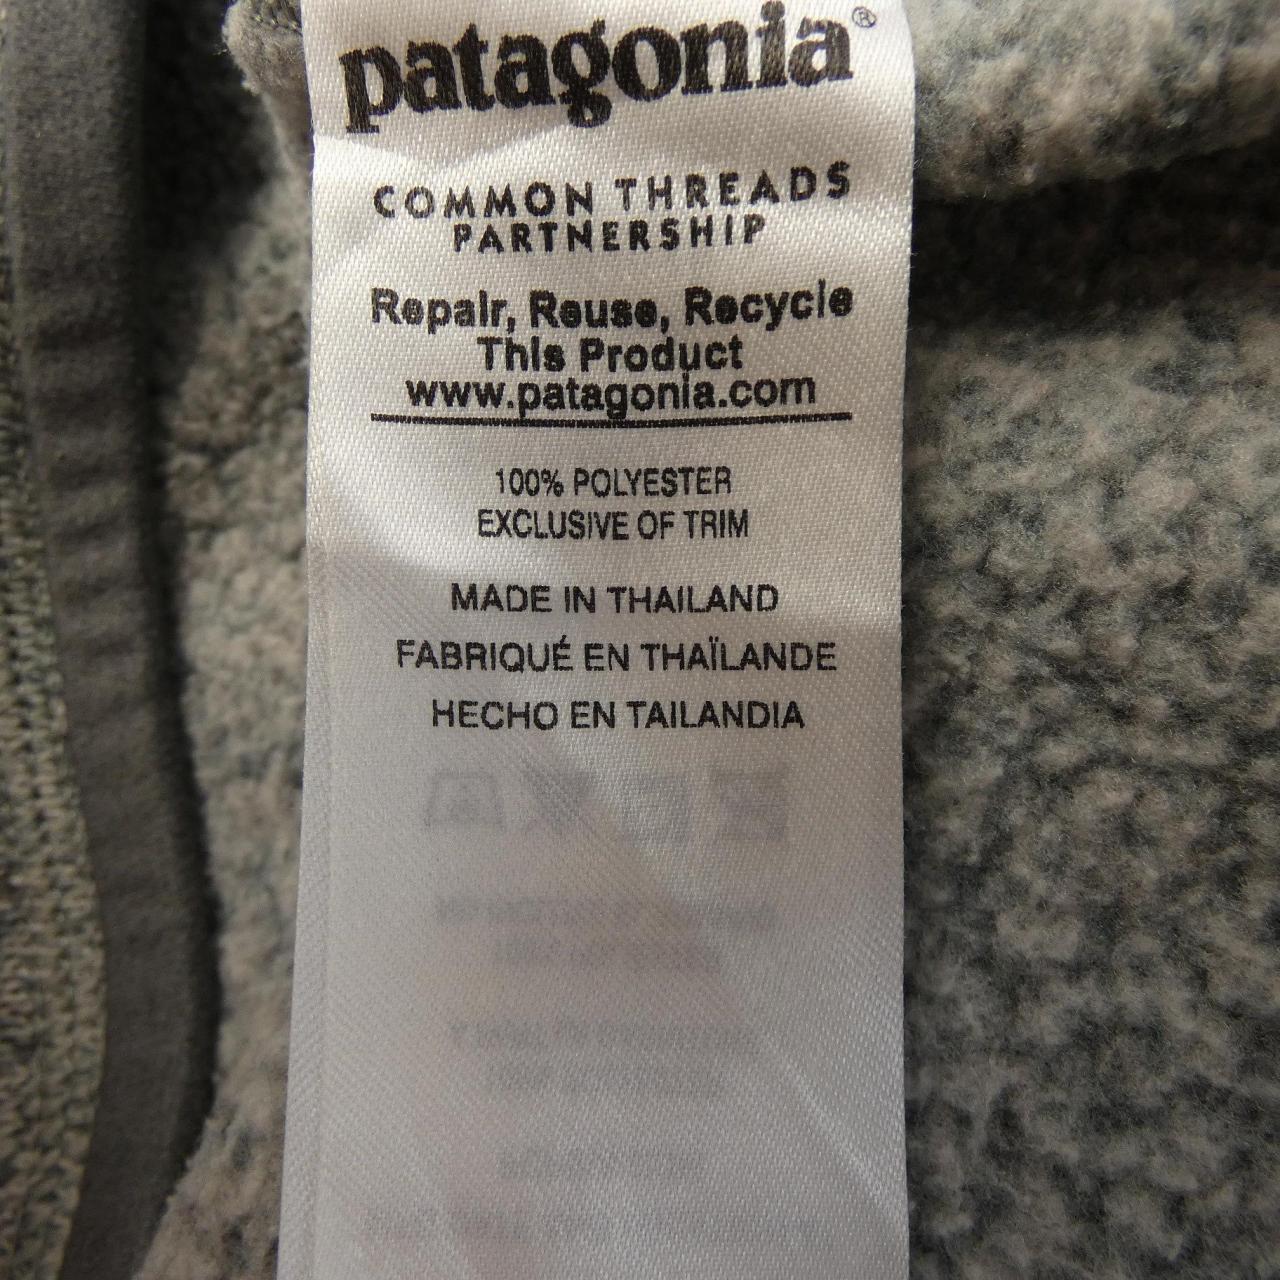 patagonia®
COMMON THREADS
PARTNERSHIP
Repair, Reuse, Recycle
This Product
www.patagonia.com
100% POLYESTER
EXCLUSIVE OF TRIM
MADE IN THAILAND
FABRIQUÉ EN THAÏLANDE
HECHO EN TAILANDIA